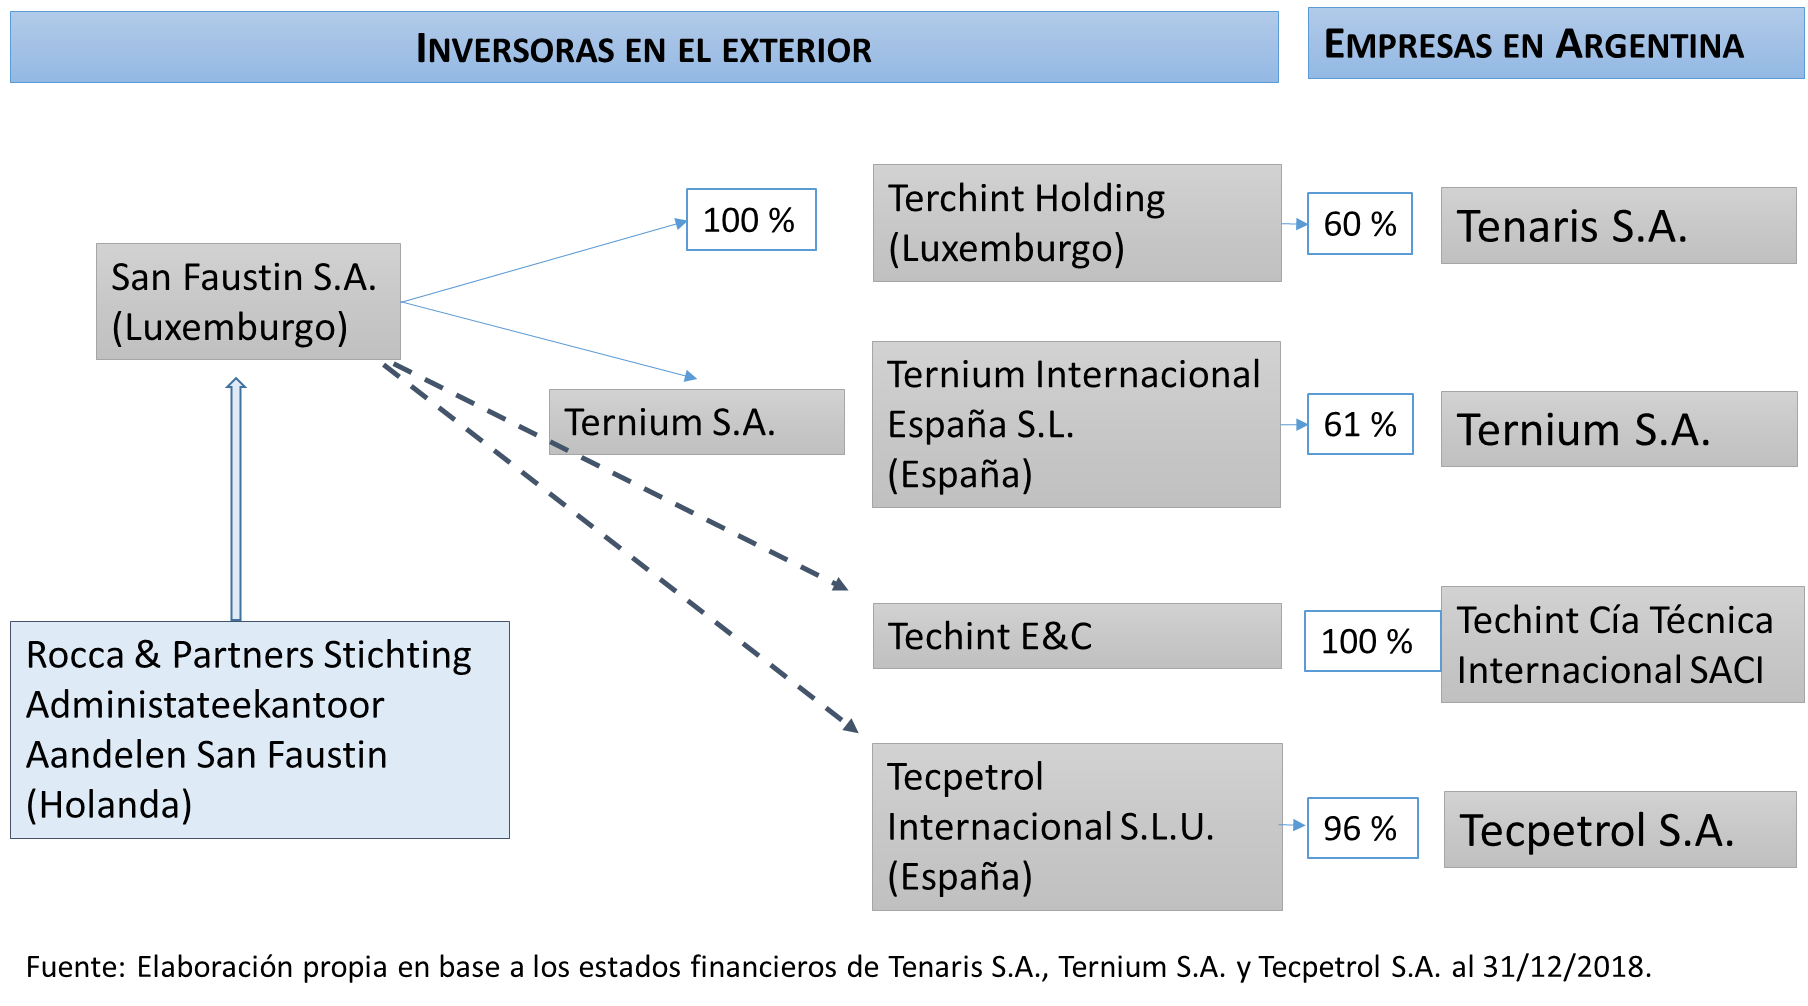 INVERSORAS EN EL EXTERIOR
EMPRESAS EN ARGENTINA
San Faustin S.A.
(Luxemburgo)
100 %
Terchint Holding
(Luxemburgo)
60 %
Tenaris S.A.
Ternium S.A.
Ternium Internacional
España S.L.
(España)
61 %
Ternium S.A.
Techint E&C
100 %
Techint Cía Técnica
Internacional SACI
Rocca & Partners Stichting
Administateekantoor
Aandelen San Faustin
(Holanda)
Tecpetrol
Internacional S.L.U.
(España)
96 %
Tecpetrol S.A.
Fuente: Elaboración propia en base a los estados financieros de Tenaris S.A., Ternium S.A. y Tecpetrol S.A. al 31/12/2018.